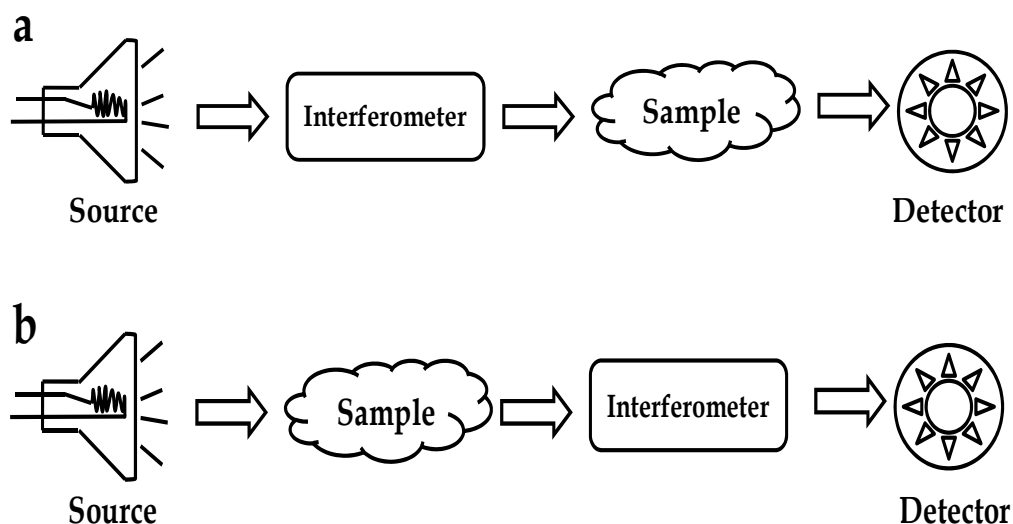 a
Interferometer
Sample
Source
Detector
b
Sample
Interferometer
Source
Detector